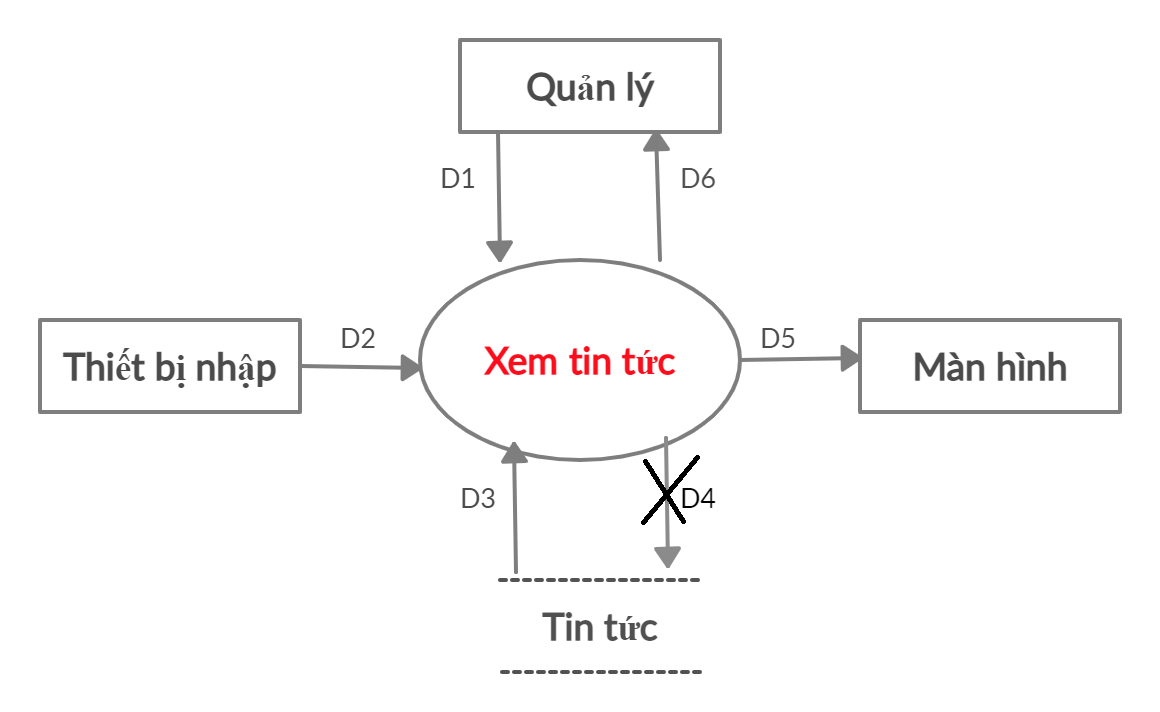 Quản lý
D1
D6
Thiết bị nhập
D2
Xem tin tức
D5
Màn hình
D3
D4
Tin tức